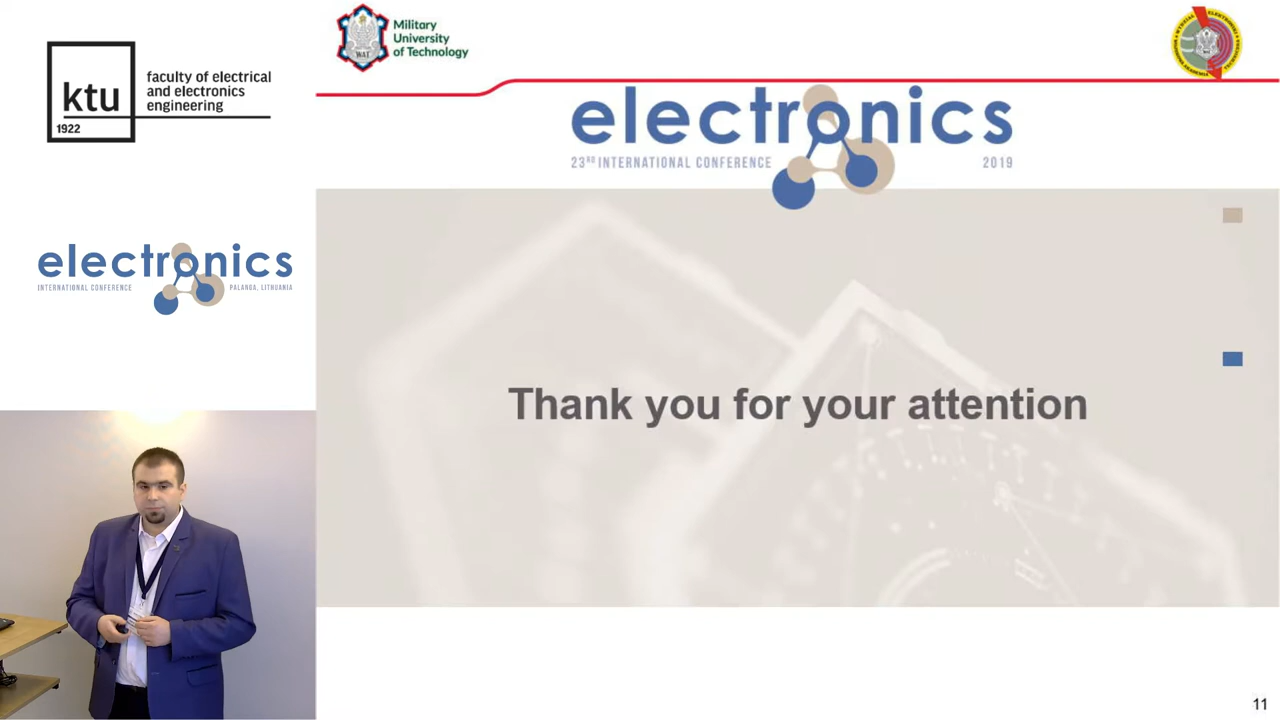 ktu
1922
faculty of electrical
and electronics
engineering
electronics
INTERNATIONAL CONFERENCE
PALANGA, LITHUANIA
WAT
Military
University
of Technology
electronics
23RD INTERNATIONAL CONFERENCE
2019
Thank you for your attention
11